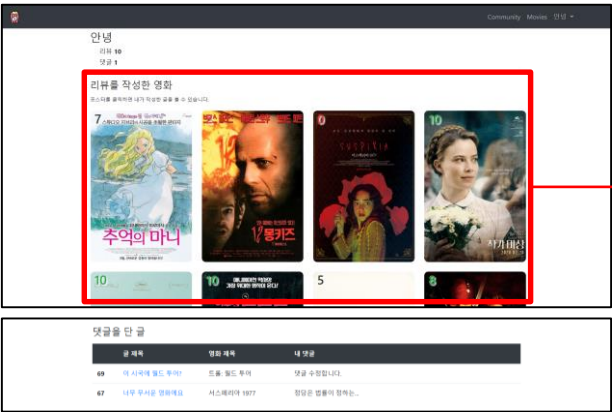 Community Movies 안녕
안녕
리뷰 10
댓글 1
리뷰를 작성한 영화
포스터를 클릭하면 내가 작성한 글을 볼 수 있습니다.
7
추억의 마니
12 몽키즈
0
SUSPIRIA
10
작가 미상
10
10
5
8
댓글을 단 글
글 제목 영화 제목 내 댓글
69 이 시국에 월드 투어? 트롤: 월드 투어 댓글 수정합니다.
67 너무 무서운 영화예요 서스페리아 1977 정답은 법률이 정하는...